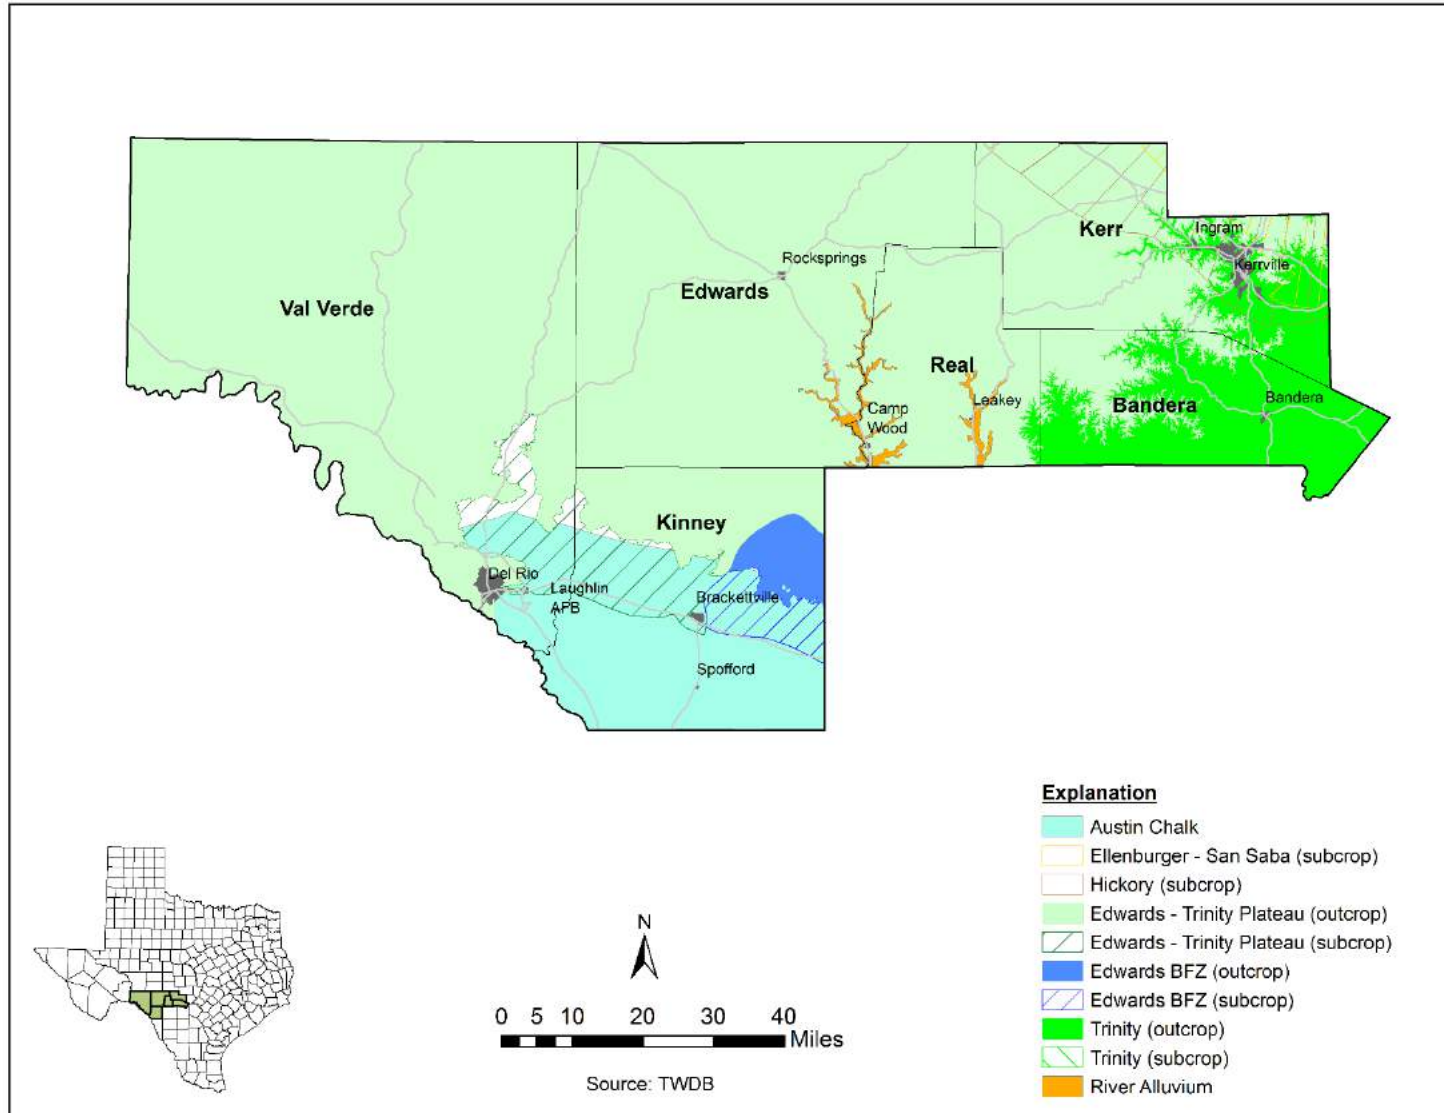 Kerr
Ingram
Kerrville
Rocksprings
Edwards
Val Verde
Real
Leakey
Bandera
Bandera
Camp
Wood
Kinney
Del Rio
Laughlin
APB
Brackettville
Spofford
Explanation
Austin Chalk
Ellenburger - San Saba (subcrop)
Hickory (subcrop)
Edwards - Trinity Plateau (outcrop)
Edwards - Trinity Plateau (subcrop)
Edwards BFZ (outcrop)
Edwards BFZ (subcrop)
Trinity (outcrop)
Trinity (subcrop)
River Alluvium
N
0 5 10 20 30 40
Miles
Source: TWDB